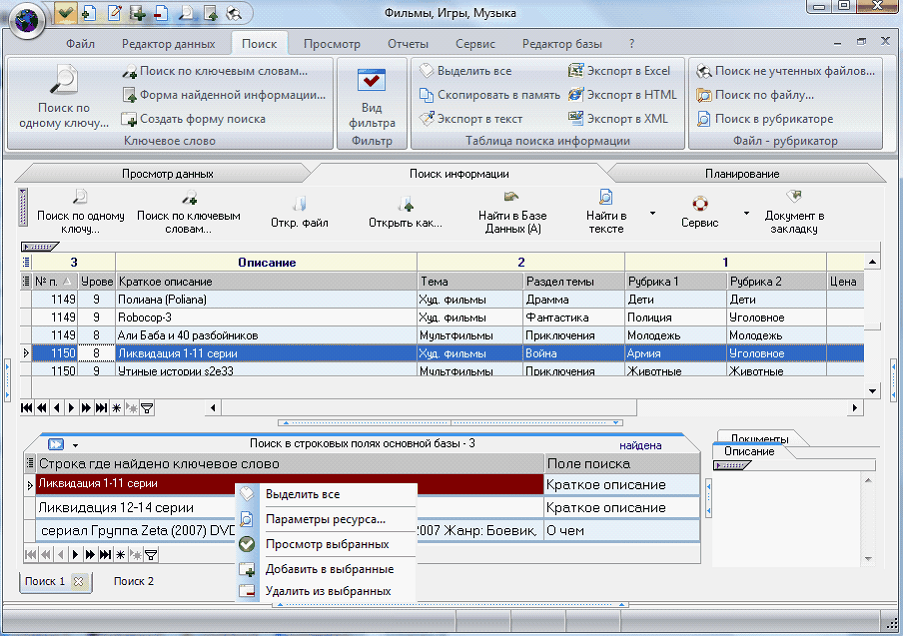 Фильмы, Игры, Музыка
Файл Редактор данных Поиск Просмотр Отчеты Сервис Редактор базы ?
Поиск по одному ключу...
Поиск по ключевым словам...
Форма найденной информации...
Создать форму поиска
Ключевое слово
Вид фильтра
Фильтр
Выделить все
Скопировать в память
Экспорт в текст
Экспорт в Excel
Экспорт в HTML
Экспорт в XML
Таблица поиска информации
Поиск не учтенных файлов...
Поиск по файлу...
Поиск в рубрикаторе
Файл - рубрикатор
Просмотр данных Поиск информации Планирование
Поиск по одному ключу...
Поиск по ключевым словам...
Откр. файл
Открыть как...
Найти в Базе Данных (A)
Найти в тексте
Сервис
Документ в закладку
3 Описание 2 1
№ п. Урове Краткое описание Тема Раздел темы Рубрика 1 Рубрика 2 Цена
1149 9 Полиана (Poliana) Худ. фильмы Драмма Дети Дети
1149 9 Robocop-3 Худ. фильмы Фантастика Полиция Уголовное
1149 8 Али Баба и 40 разбойников Мультфильмы Приключения Молодежь Молодежь
1150 8 Ликвидация 1-11 серии Худ. фильмы Война Армия Уголовное
1150 9 Утиные истории s2e33 Мультфильмы Приключения Животные Животные
Поиск в строковых полях основной базы - 3 найдена
Строка где найдено ключевое слово Поле поиска
Ликвидация 1-11 серии Краткое описание
Ликвидация 12-14 серии Краткое описание
сериал Группа Zeta (2007) DVD :007 Жанр: Боевик, О чем
Выделить все
Параметры ресурса...
Просмотр выбранных
Добавить в выбранные
Удалить из выбранных
Документы
Описание
Поиск 1 Поиск 2